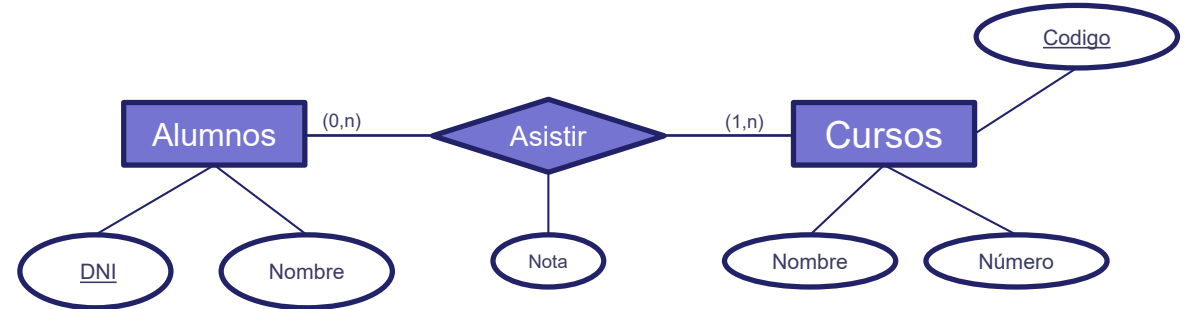 Codigo
Alumnos
(0,n)
Asistir
(1,n)
Cursos
DNI
Nombre
Nota
Nombre
Número